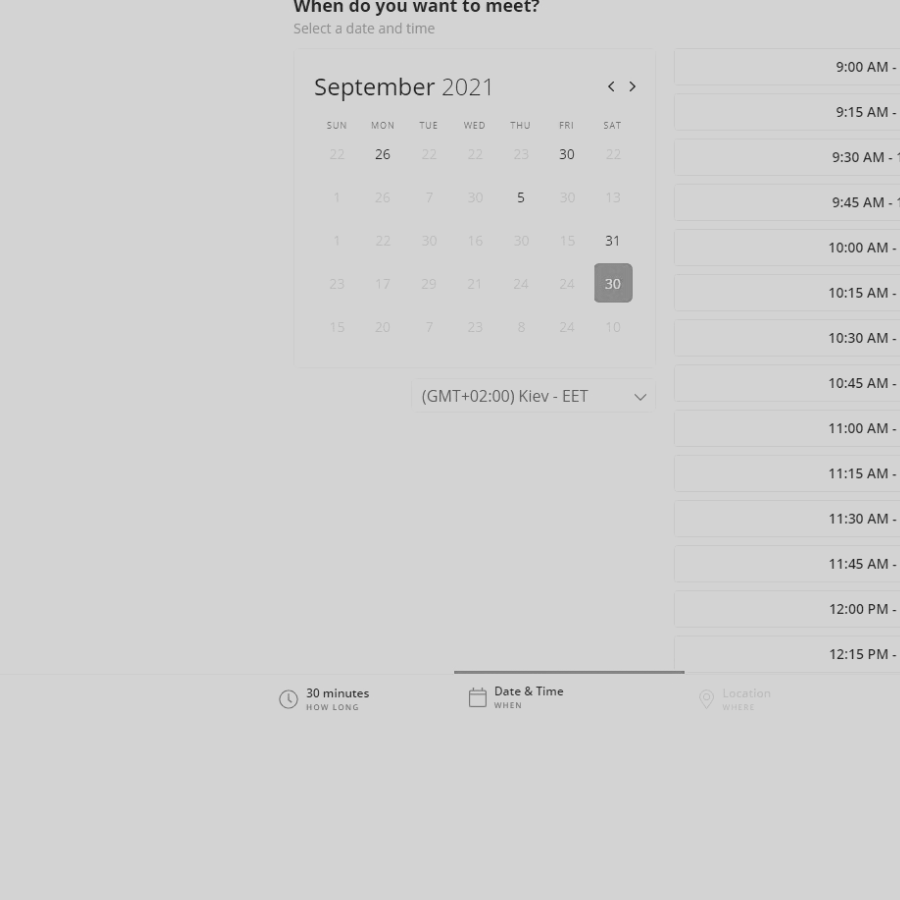 When do you want to meet?
Select a date and time
September 2021
SUN MON TUE WED THU FRI SAT
22 26 22 22 23 30 22
1 26 7 30 5 30 13
1 22 30 16 30 15 31
23 17 29 21 24 24 30
15 20 7 23 8 24 10
(GMT+02:00) Kiev - EET
9:00 AM -
9:15 AM -
9:30 AM - 1
9:45 AM - 1
10:00 AM -
10:15 AM -
10:30 AM -
10:45 AM -
11:00 AM -
11:15 AM -
11:30 AM -
11:45 AM -
12:00 PM -
12:15 PM -
30 minutes
HOW LONG
Date & Time
WHEN
Location
WHERE